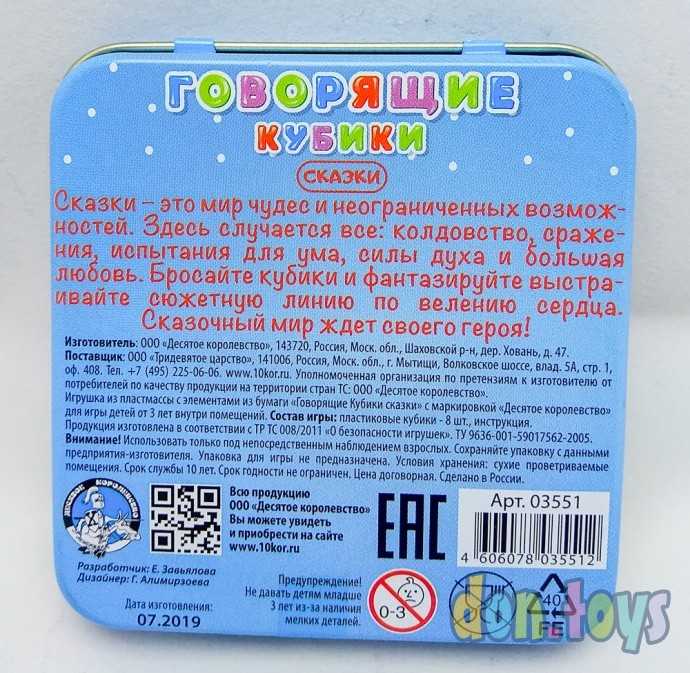 ГОВОРЯЩИЕ
КУБИКИ
СКАЗКИ
Сказки – это мир чудес и неограниченных возмож-
ностей. Здесь случается все: колдовство, сраже-
ния, испытания для ума, силы духа и большая
любовь. Бросайте кубики и фантазируйте выстра-
ивайте сюжетную линию по велению сердца.
Сказочный мир ждет своего героя!
Изготовитель: ООО «Десятое королевство», 143720, Россия, Моск. обл., Шаховской р-н, дер. Ховань, д. 47.
Поставщик: ООО «Тридевятое царство», 141006, Россия, Моск. обл., г. Мытищи, Волковское шоссе, влад. 5А, стр. 1,
оф. 408. Тел. +7 (495) 225-06-06. www.10kor.ru. Уполномоченная организация по претензиям к изготовителю от
потребителей по качеству продукции на территории стран ТС: ООО «Десятое королевство».
Игрушка из пластмассы с элементами из бумаги «Говорящие Кубики сказки» с маркировкой «Десятое королевство»
для игры детей от 3 лет внутри помещений. Состав игры: пластиковые кубики - 8 шт., инструкция.
Продукция изготовлена в соответствии с ТР ТС 008/2011 «О безопасности игрушек». ТУ 9636-001-59017562-2005.
Внимание! Использовать только под непосредственным наблюдением взрослых. Сохраняйте упаковку с данными
предприятия-изготовителя. Упаковка для игры не предназначена. Условия хранения: сухие проветриваемые
помещения. Срок службы 10 лет. Срок годности не ограничен. Цена договорная. Сделано в России.
ДЕСЯТОЕ КОРОЛЕВСТВО
Всю продукцию
ООО «Десятое королевство»
Вы можете увидеть
и приобрести на сайте
www.10kor.ru
EAC
Арт. 03551
4 606078 035512
Разработчик: Е. Завьялова
Дизайнер: Г. Алимирзоева
Дата изготовления:
07.2019
Предупреждение!
Не давать детям младше
3 лет из-за наличия
мелких деталей.
0-3
40
FE
domtoys